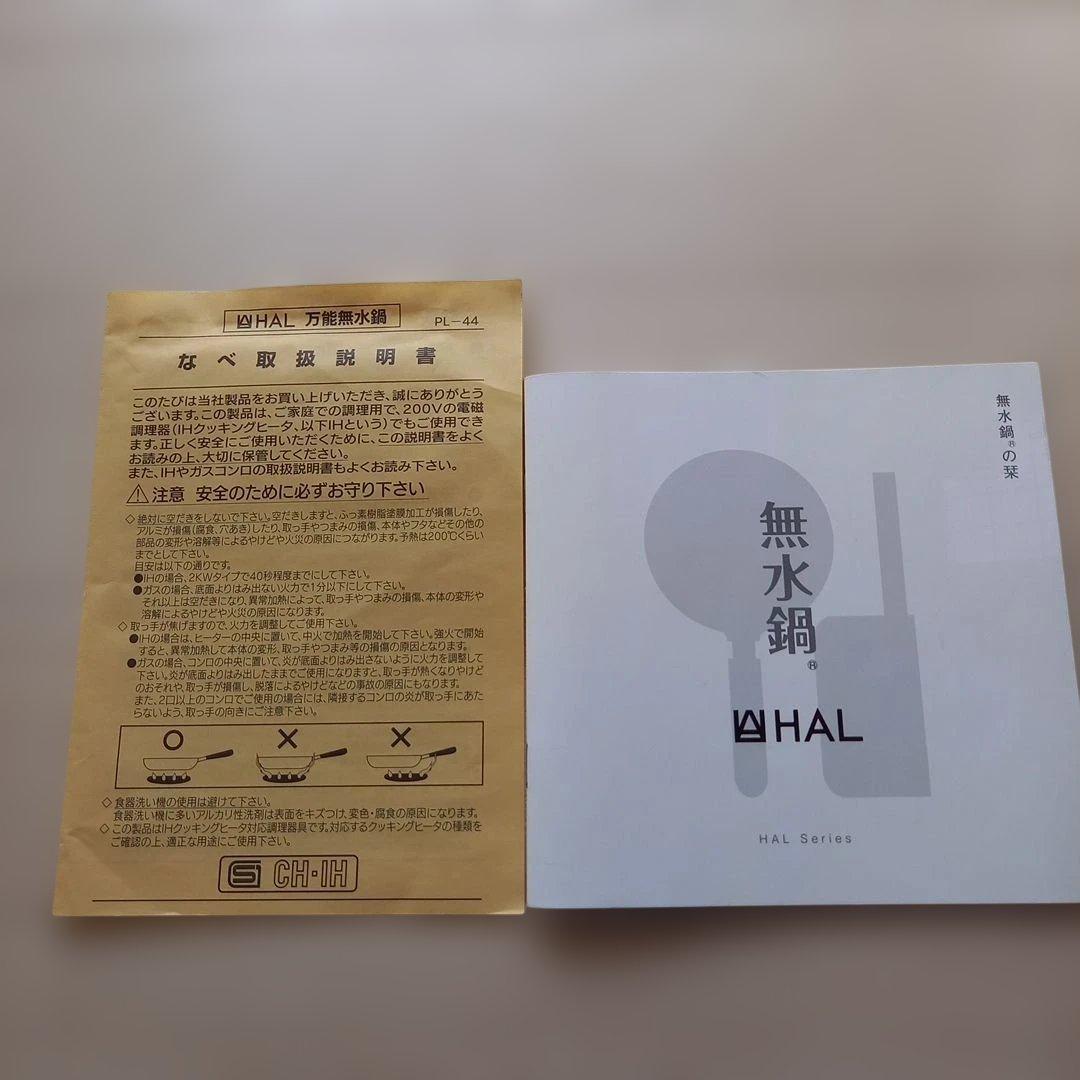 HAL 万能無水鍋
PL-44
なべ取扱説明書
このたびは当社製品をお買い上げいただき、誠にありがとう
ございます。この製品は、ご家庭での調理用で、200Vの電磁
調理器(IHクッキングヒータ、以下IHという)でもご使用でき
ます。正しく安全にご使用いただくために、この説明書をよく
お読みの上、大切に保管してください。
また、IHやガスコンロの取扱説明書もよくお読み下さい。
⚠注意 安全のために必ずお守り下さい
◇絶対に空だきをしないで下さい。空だきしますと、ふっ素樹脂塗膜加工が損傷したり、
アルミが損傷(腐食、穴あき)したり、取っ手やつまみの損傷、本体やフタなどその他の
部品の変形や溶解等によるやけどや火災の原因につながります。予熱は200℃くらい
までとして下さい。
目安は以下の通りです。
●IHの場合、2KWタイプで40秒程度までにして下さい。
●ガスの場合、底面よりはみ出ない火力で1分以下にして下さい。
それ以上は空だきになり、異常加熱によって、取っ手やつまみの損傷、本体の変形や
溶解によるやけどや火災の原因になります。
◇取っ手が焦げますので、火力を調整してご使用下さい。
●IHの場合は、ヒーターの中央に置いて、中火で加熱を開始して下さい。強火で開始
すると、異常加熱して本体の変形、取っ手やつまみ等の損傷の原因となります。
●ガスの場合、コンロの中央に置いて、炎が底面よりはみ出さないように火力を調整して
下さい。炎が底面よりはみ出したままでご使用になりますと、取っ手が熱くなりやけど
のおそれや、取っ手が損傷し、脱落によるやけどなどの事故の原因にもなります。
また、2口以上のコンロでご使用の場合には、隣接するコンロの炎が取っ手にあた
らないよう、取っ手の向きにご注意下さい。
○ × ×
◇食器洗い機の使用は避けて下さい。
食器洗い機に多いアルカリ性洗剤は表面をキズつけ、変色・腐食の原因になります。
◇この製品はIHクッキングヒータ対応調理器具です。対応するクッキングヒータの種類を
ご確認の上、適正な用途にご使用下さい。
SG CH・IH
無水鍋®の栞
無水鍋®
HAL
HAL Series